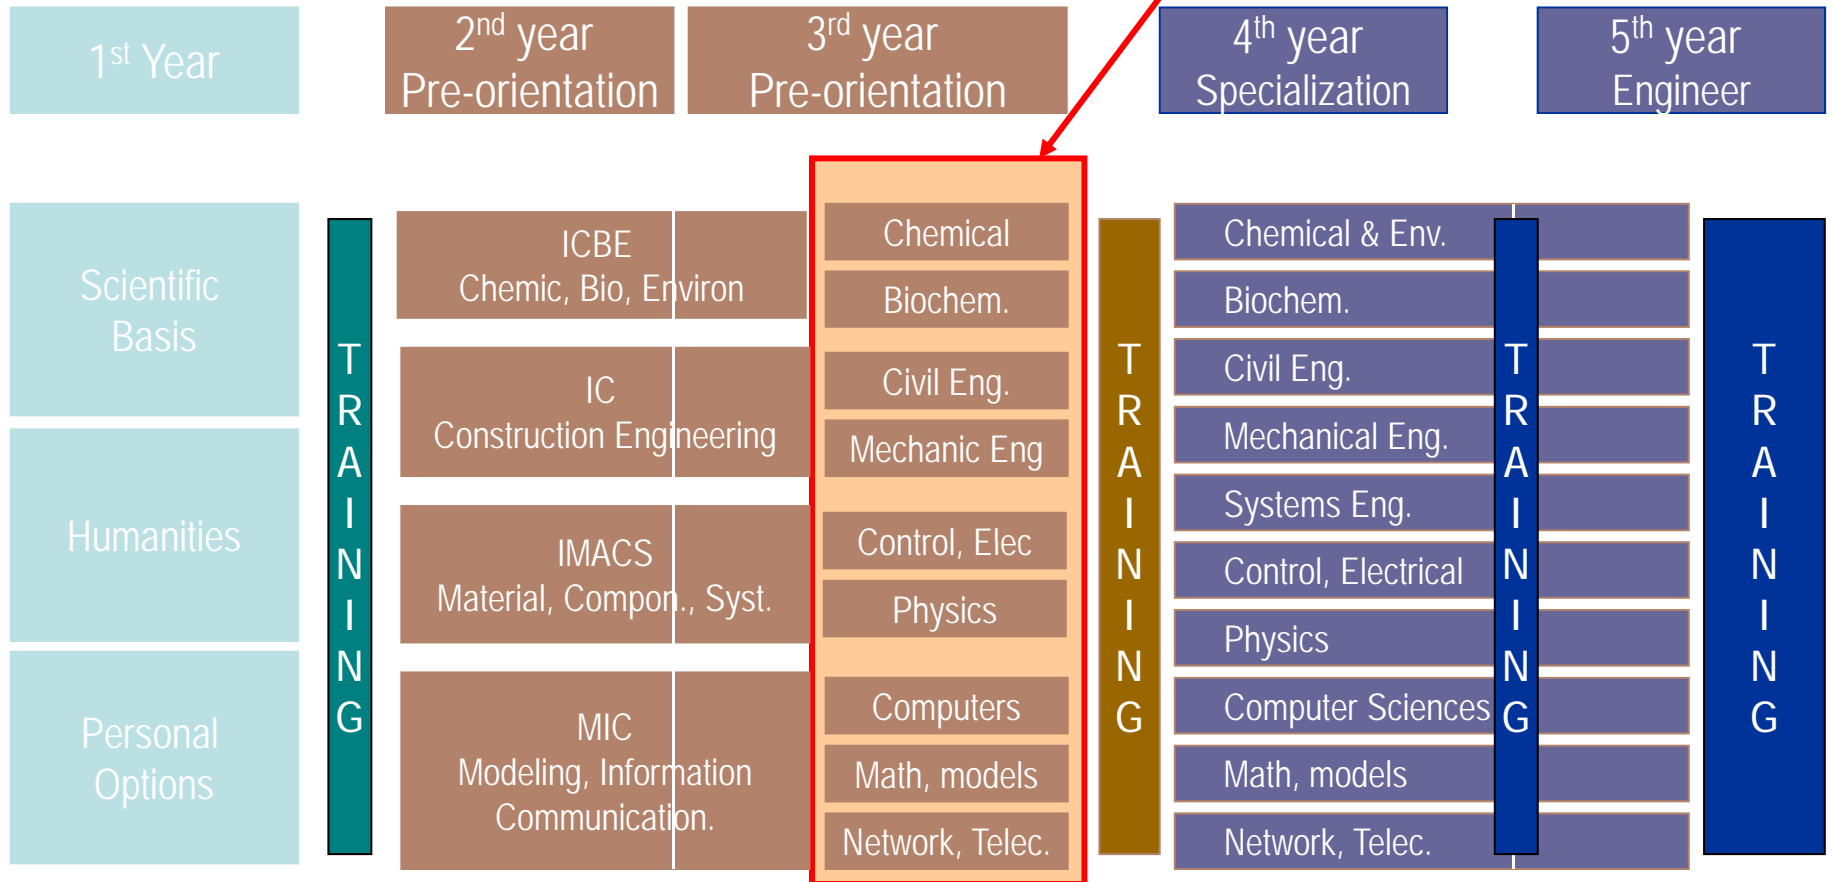 1st Year
2nd year
Pre-orientation
3rd year
Pre-orientation
4th year
Specialization
5th year
Engineer
Scientific
Basis
Humanities
Personal
Options
TRAINING
ICBE
Chemic, Bio, Environ
IC
Construction Engineering
IMACS
Material, Compon., Syst.
MIC
Modeling, Information
Communication.
Chemical
Biochem.
Civil Eng.
Mechanic Eng
Control, Elec
Physics
Computers
Math, models
Network, Telec.
TRAINING
Chemical & Env.
Biochem.
Civil Eng.
Mechanical Eng.
Systems Eng.
Control, Electrical
Physics
Computer Sciences
Math, models
Network, Telec.
TRAINING
TRAINING